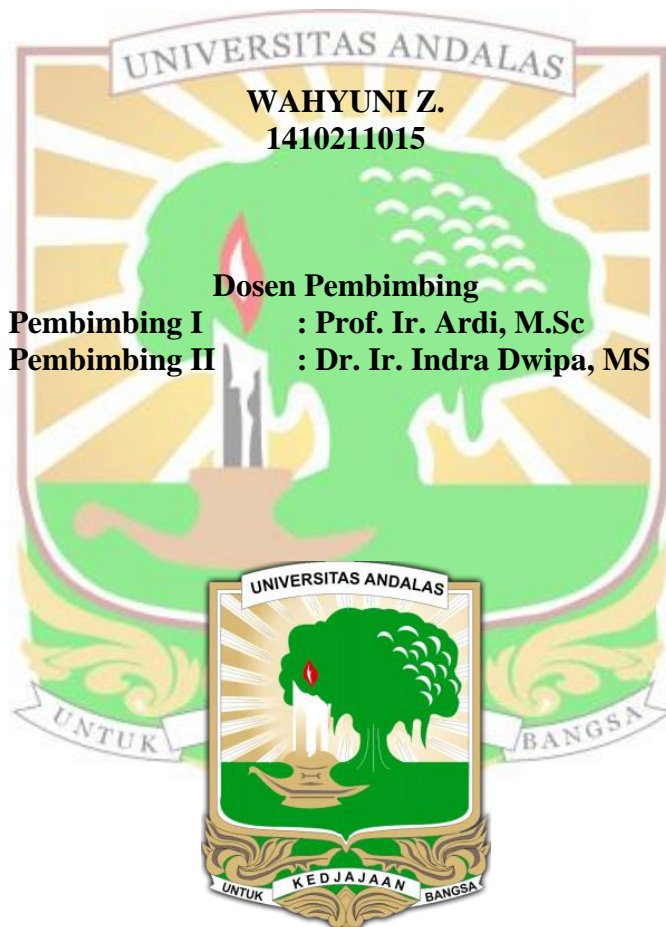 UNIVERSITAS ANDALAS
WAHYUNI Z.
1410211015
Dosen Pembimbing
Pembimbing I : Prof. Ir. Ardi, M.Sc
Pembimbing II : Dr. Ir. Indra Dwipa, MS
UNTUK BANGSA
UNIVERSITAS ANDALAS
UNTUK KEDJAJAAN BANGSA